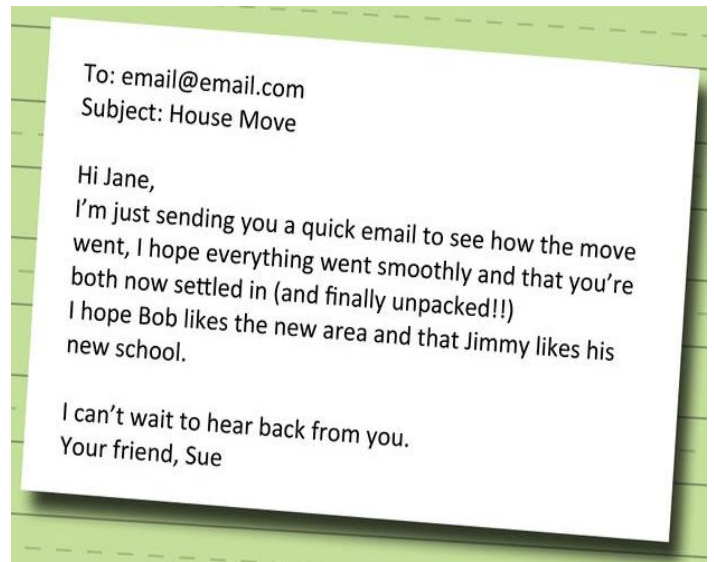 To: email@email.com
Subject: House Move
Hi Jane,
I'm just sending you a quick email to see how the move
went, I hope everything went smoothly and that you're
both now settled in (and finally unpacked!!)
I hope Bob likes the new area and that Jimmy likes his
new school.
I can't wait to hear back from you.
Your friend, Sue